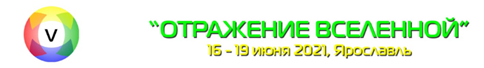 V
“ОТРАЖЕНИЕ ВСЕЛЕННОЙ”
16 - 19 июня 2021, Ярославль